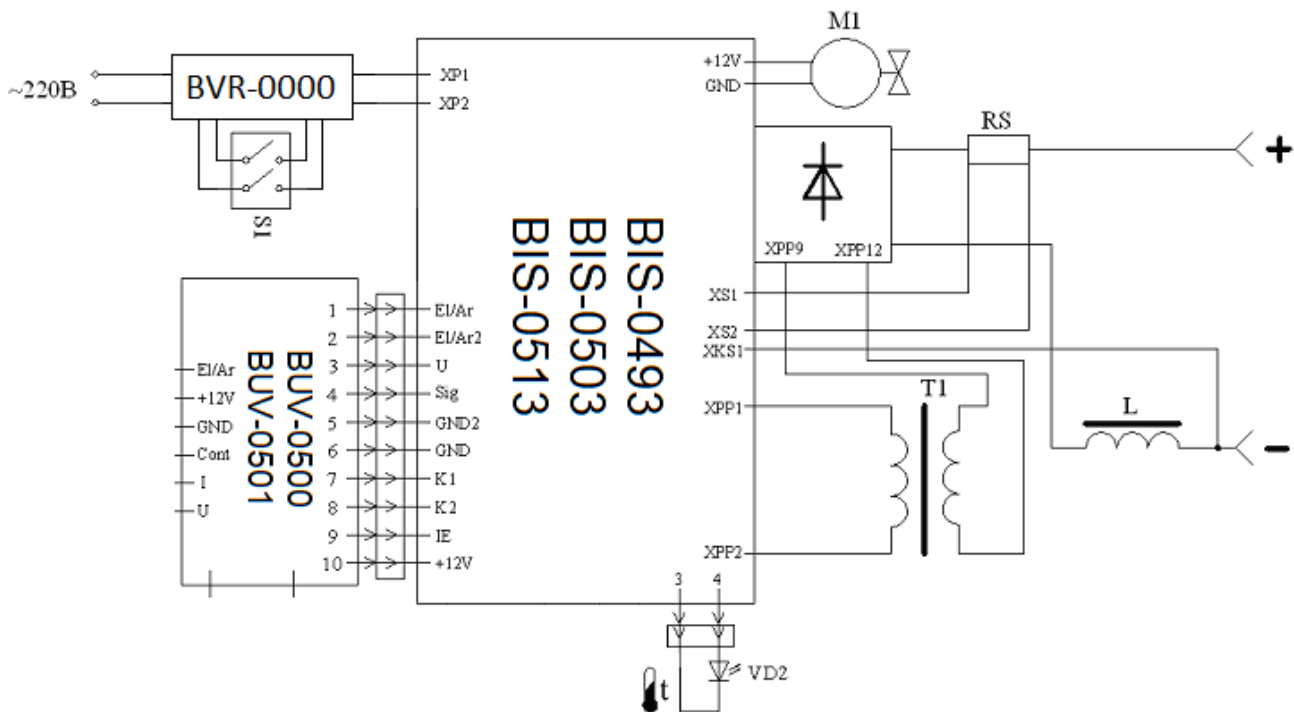 ~220В
BVR-0000
S1
XP1
XP2
BIS-0513
BIS-0503
BIS-0493
M1
+12V
GND
RS
+
XPP9
XPP12
XS1
XS2
XKS1
XPP1
XPP2
T1
L
-
El/Ar
+12V
GND
Cont
I
U
BUV-0501
BUV-0500
1
2
3
4
5
6
7
8
9
10
El/Ar
El/Ar2
U
Sig
GND2
GND
K1
K2
IE
+12V
3
4
t
VD2